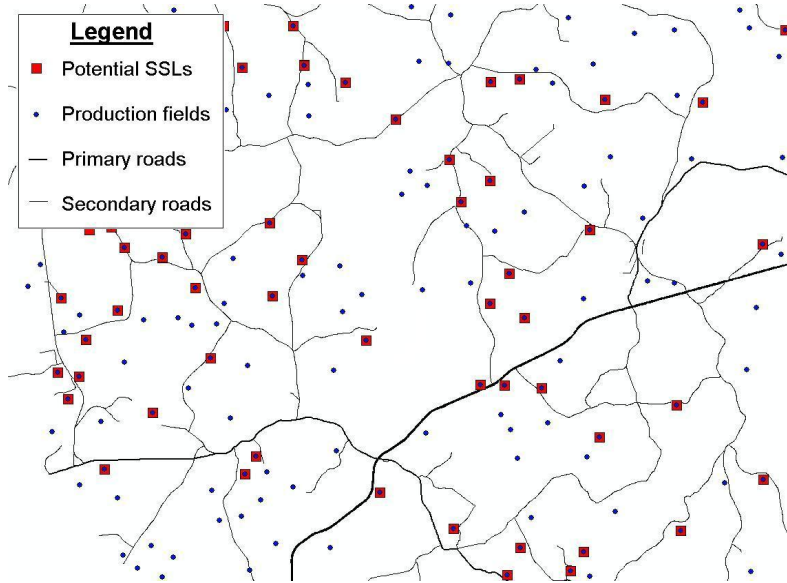 Legend
Potential SSLs
Production fields
Primary roads
Secondary roads